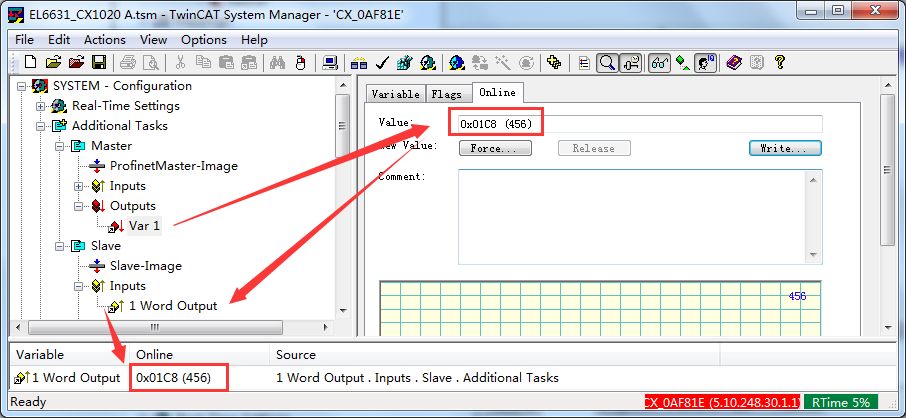 EL6631_CX1020 A.tsm - TwinCAT System Manager - 'CX_0AF81E'
File Edit Actions View Options Help
SYSTEM - Configuration
Real-Time Settings
Additional Tasks
Master
ProfinetMaster-Image
Inputs
Outputs
Var 1
Slave
Slave-Image
Inputs
1 Word Output
Variable Flags Online
Value: 0x01C8 (456)
New Value: Force... Release Write...
Comment:
456
Variable Online Source
1 Word Output 0x01C8 (456) 1 Word Output . Inputs . Slave . Additional Tasks
Ready CX_0AF81E (5.10.248.30.1.1) RTime 5%